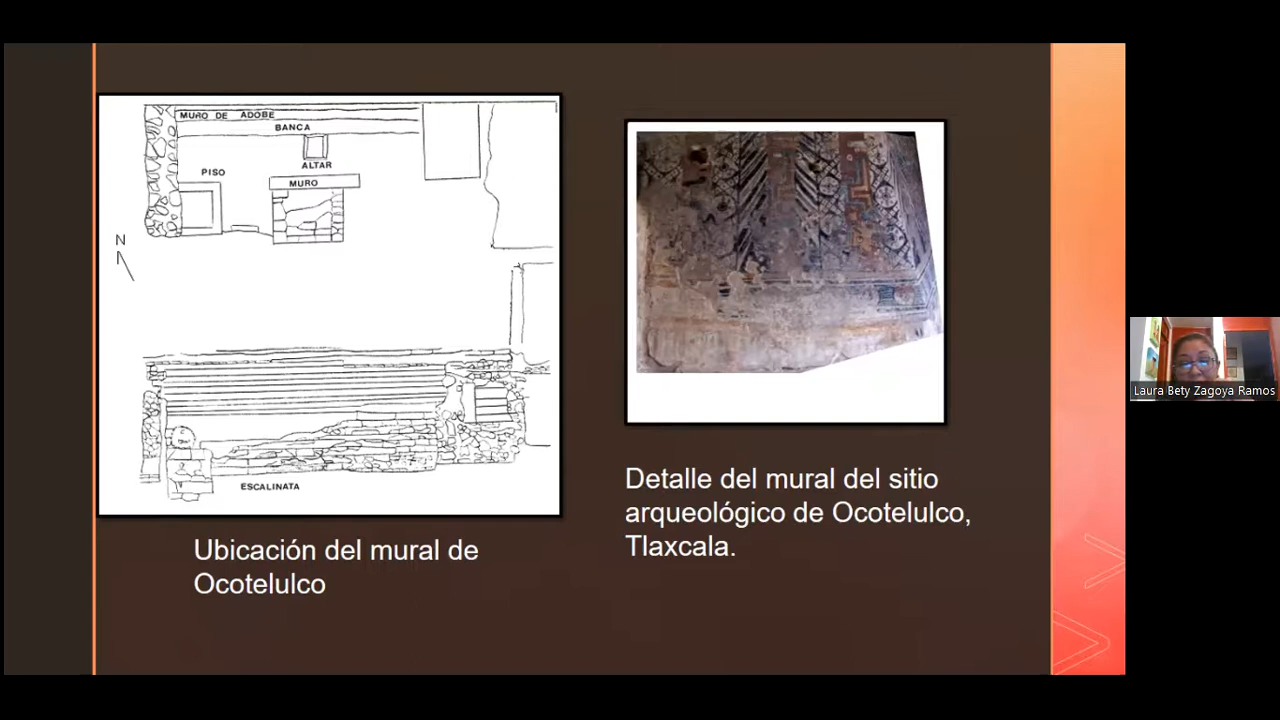 MURO DE ADOBE
BANCA
ALTAR
PISO
MURO
N
ESCALINATA
Ubicación del mural de
Ocotelulco
Detalle del mural del sitio
arqueológico de Ocotelulco,
Tlaxcala.
Laura Bety Zagoya Ramos